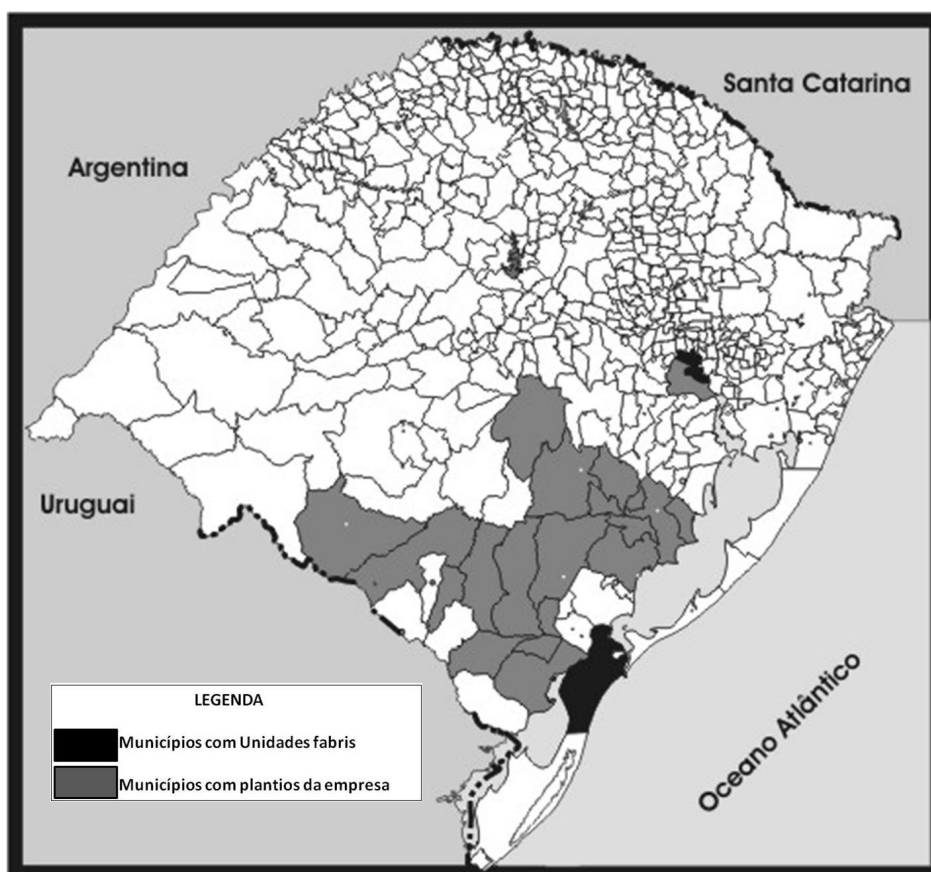 Santa Catarina
Argentina
Uruguai
Oceano Atlântico
LEGENDA
Municípios com Unidades fabris
Municípios com plantios da empresa